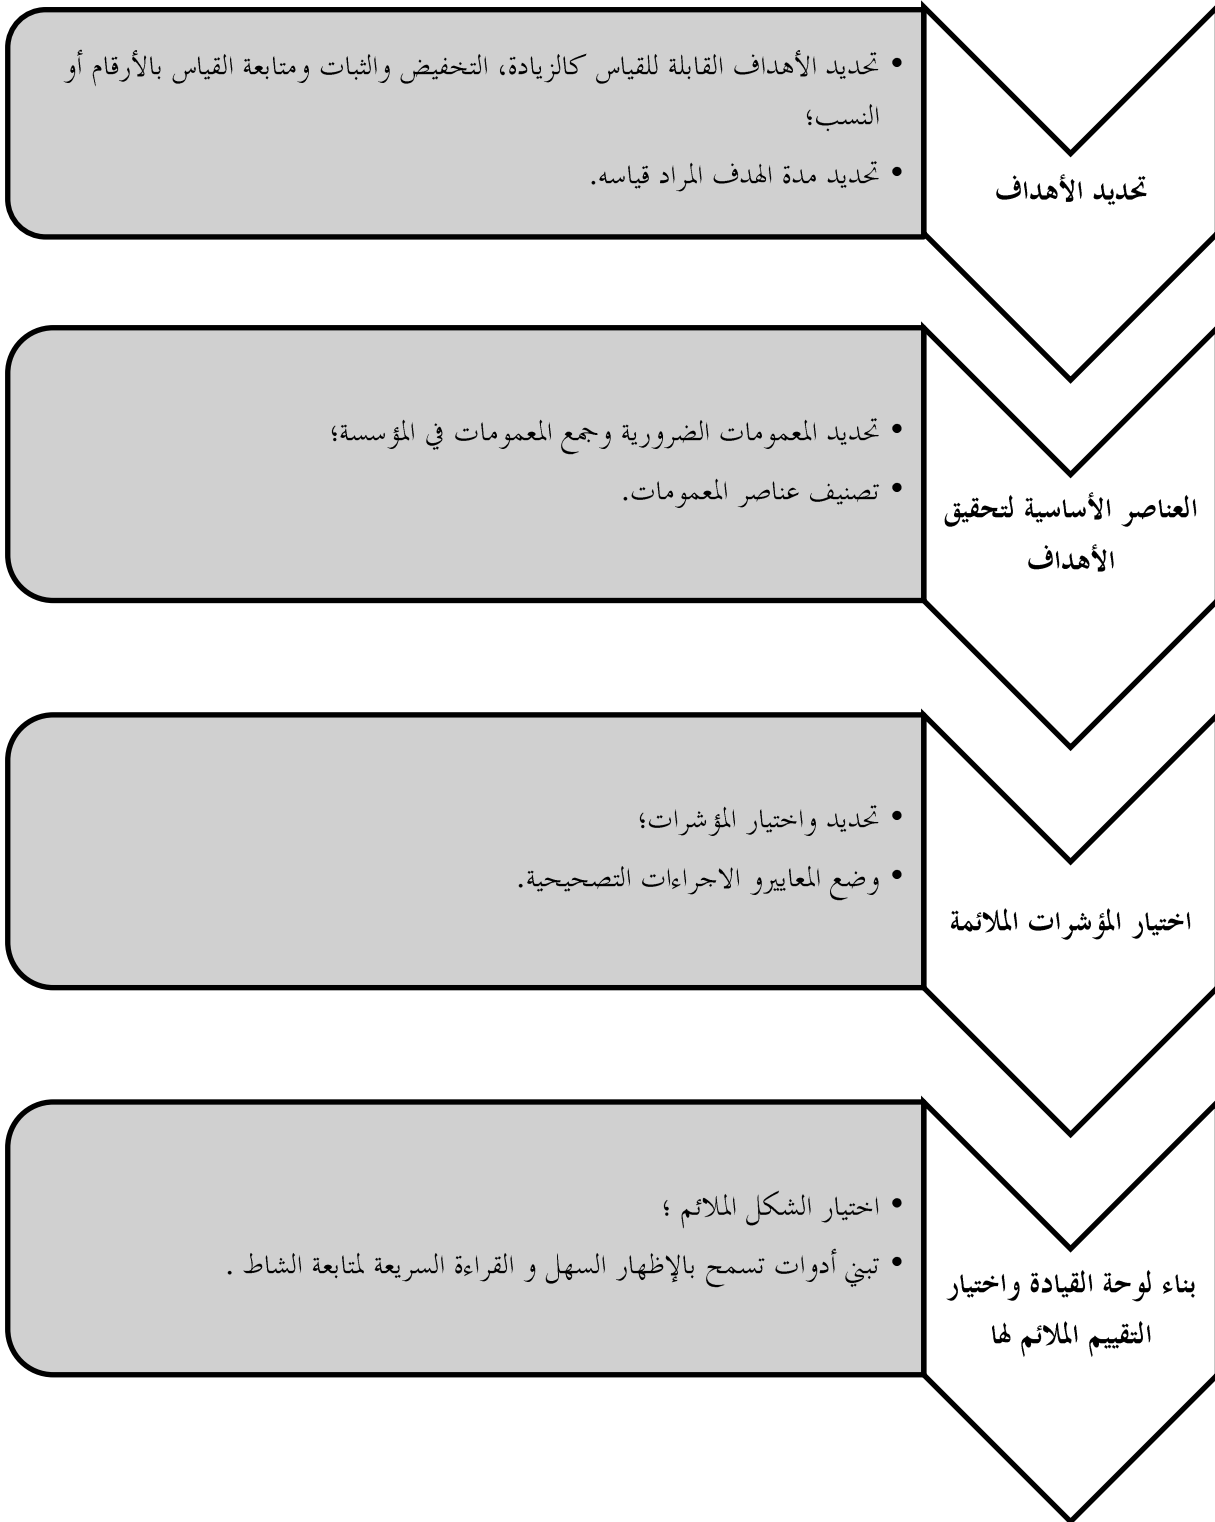 تحديد الأهداف
• تحديد الأهداف القابلة للقياس كالزيادة، التخفيض والثبات ومتابعة القياس بالأرقام أو
النسب؛
• تحديد مدة الهدف المراد قياسه.
العناصر الأساسية لتحقيق
الأهداف
• تحديد المعمومات الضرورية وجمع المعمومات في المؤسسة؛
• تصنيف عناصر المعمومات.
اختيار المؤشرات الملائمة
• تحديد واختيار المؤشرات؛
• وضع المعاييرو الاجراءات التصحيحية.
بناء لوحة القيادة واختيار
التقييم الملائم لها
• اختيار الشكل الملائم ؛
• تبني أدوات تسمح بالإظهار السهل و القراءة السريعة لمتابعة الشاط .